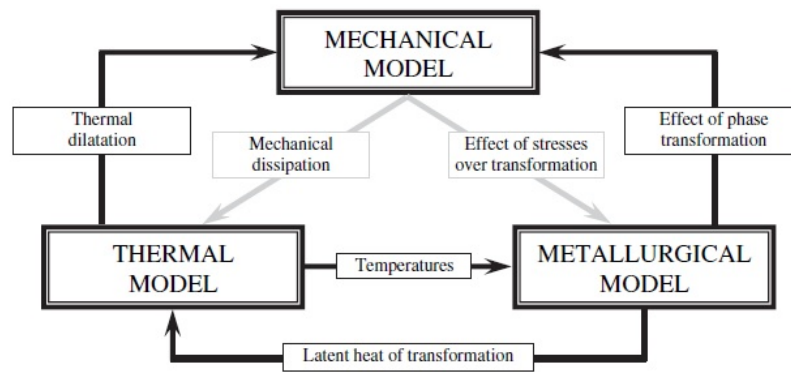 MECHANICAL
MODEL
Thermal
dilatation
Mechanical
dissipation
Effect of stresses
over transformation
Effect of phase
transformation
THERMAL
MODEL
Temperatures
METALLURGICAL
MODEL
Latent heat of transformation